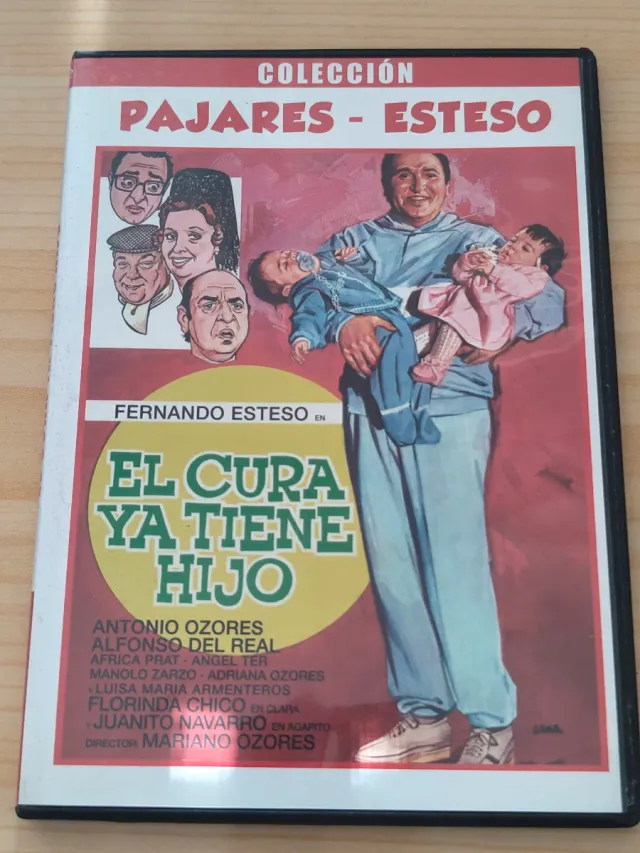 COLECCIÓN
PAJARES - ESTESO
FERNANDO ESTESO EN
EL CURA
YA TIENE
HIJO
ANTONIO OZORES
ALFONSO DEL REAL
AFRICA PRAT - ANGEL TER
MANOLO ZARZO - ADRIANA OZORES
Y LUISA MARIA ARMENTEROS
FLORINDA CHICO EN CLARA
Y JUANITO NAVARRO EN AGAPITO
DIRECTOR: MARIANO OZORES